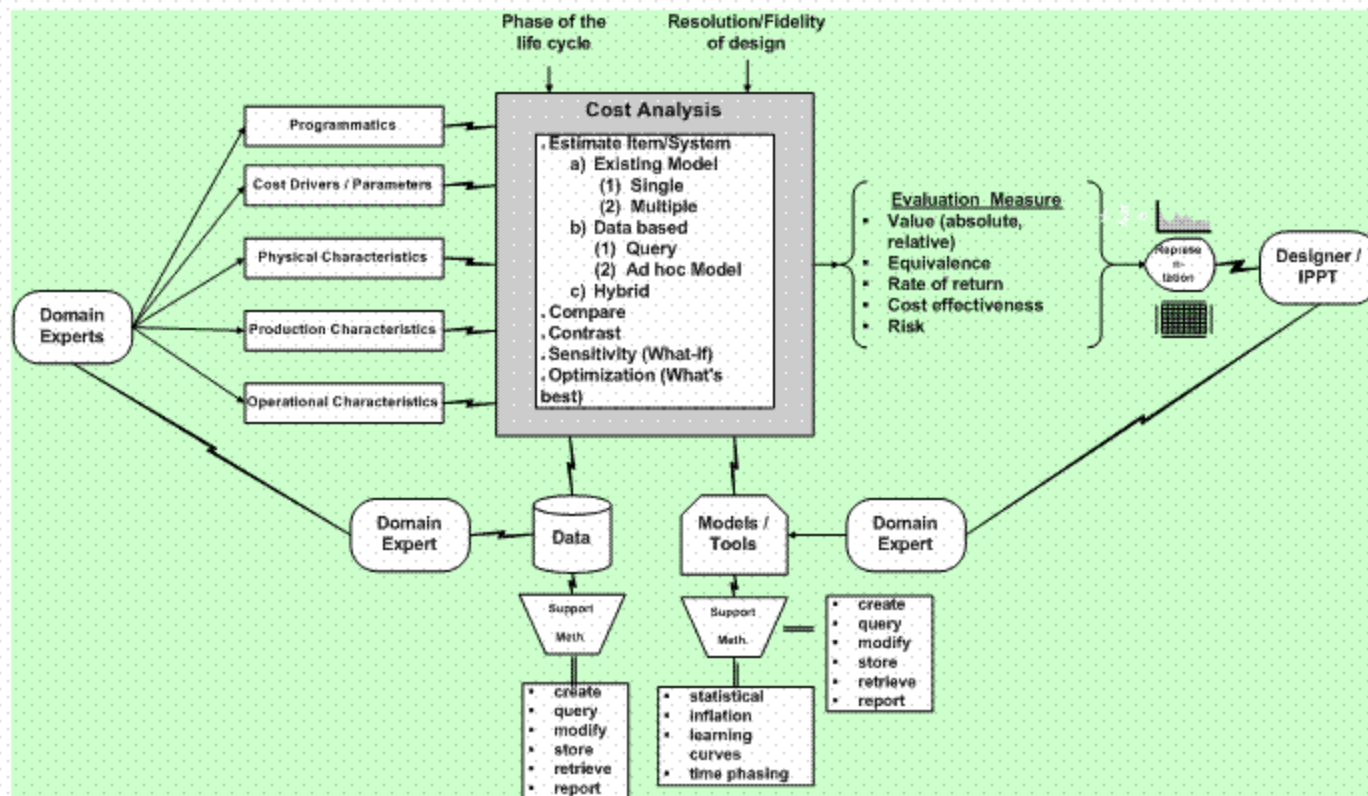 Phase of the
life cycle
Resolution/Fidelity
of design
Cost Analysis
. Estimate Item/System
a) Existing Model
(1) Single
(2) Multiple
b) Data based
(1) Query
(2) Ad hoc Model
c) Hybrid
. Compare
. Contrast
. Sensitivity (What-if)
. Optimization (What's
best)
Programmatics
Cost Drivers / Parameters
Physical Characteristics
Production Characteristics
Operational Characteristics
Domain
Experts
Evaluation Measure
▪ Value (absolute,
relative)
▪ Equivalence
▪ Rate of return
▪ Cost effectiveness
▪ Risk
Represe
n-
tation
Designer /
IPPT
Domain
Expert
Data
Models /
Tools
Domain
Expert
Support
Meth.
Support
Meth.
▪ create
▪ query
▪ modify
▪ store
▪ retrieve
▪ report
▪ statistical
▪ inflation
▪ learning
curves
▪ time phasing
▪ create
▪ query
▪ modify
▪ store
▪ retrieve
▪ report